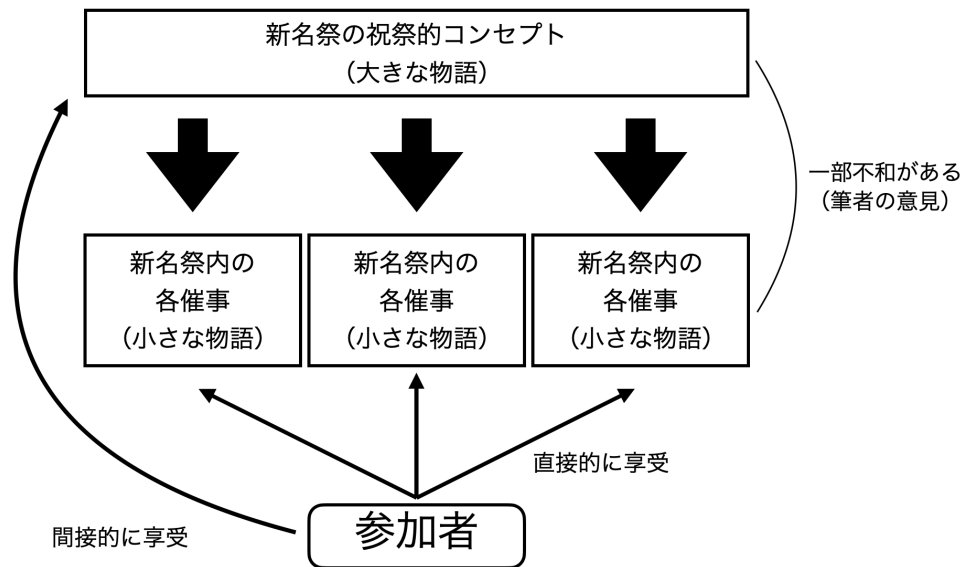 新名祭の祝祭的コンセプト
（大きな物語）
一部不和がある
（筆者の意見）
新名祭内の
各催事
（小さな物語）
新名祭内の
各催事
（小さな物語）
新名祭内の
各催事
（小さな物語）
直接的に享受
参加者
間接的に享受